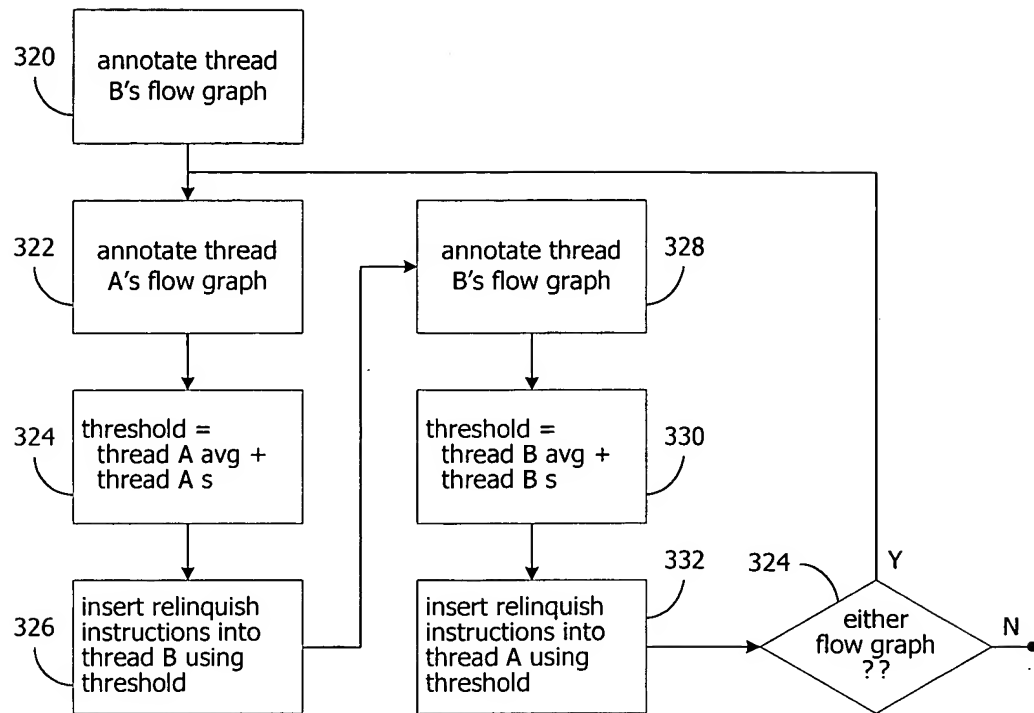 320
annotate thread
B's flow graph
322
annotate thread
A's flow graph
324
threshold =
thread A avg +
thread A s
326
insert relinquish
instructions into
thread B using
threshold
annotate thread
B's flow graph
328
threshold =
thread B avg +
thread B s
330
insert relinquish
instructions into
thread A using
threshold
332
324
either
flow graph
??
Y
N